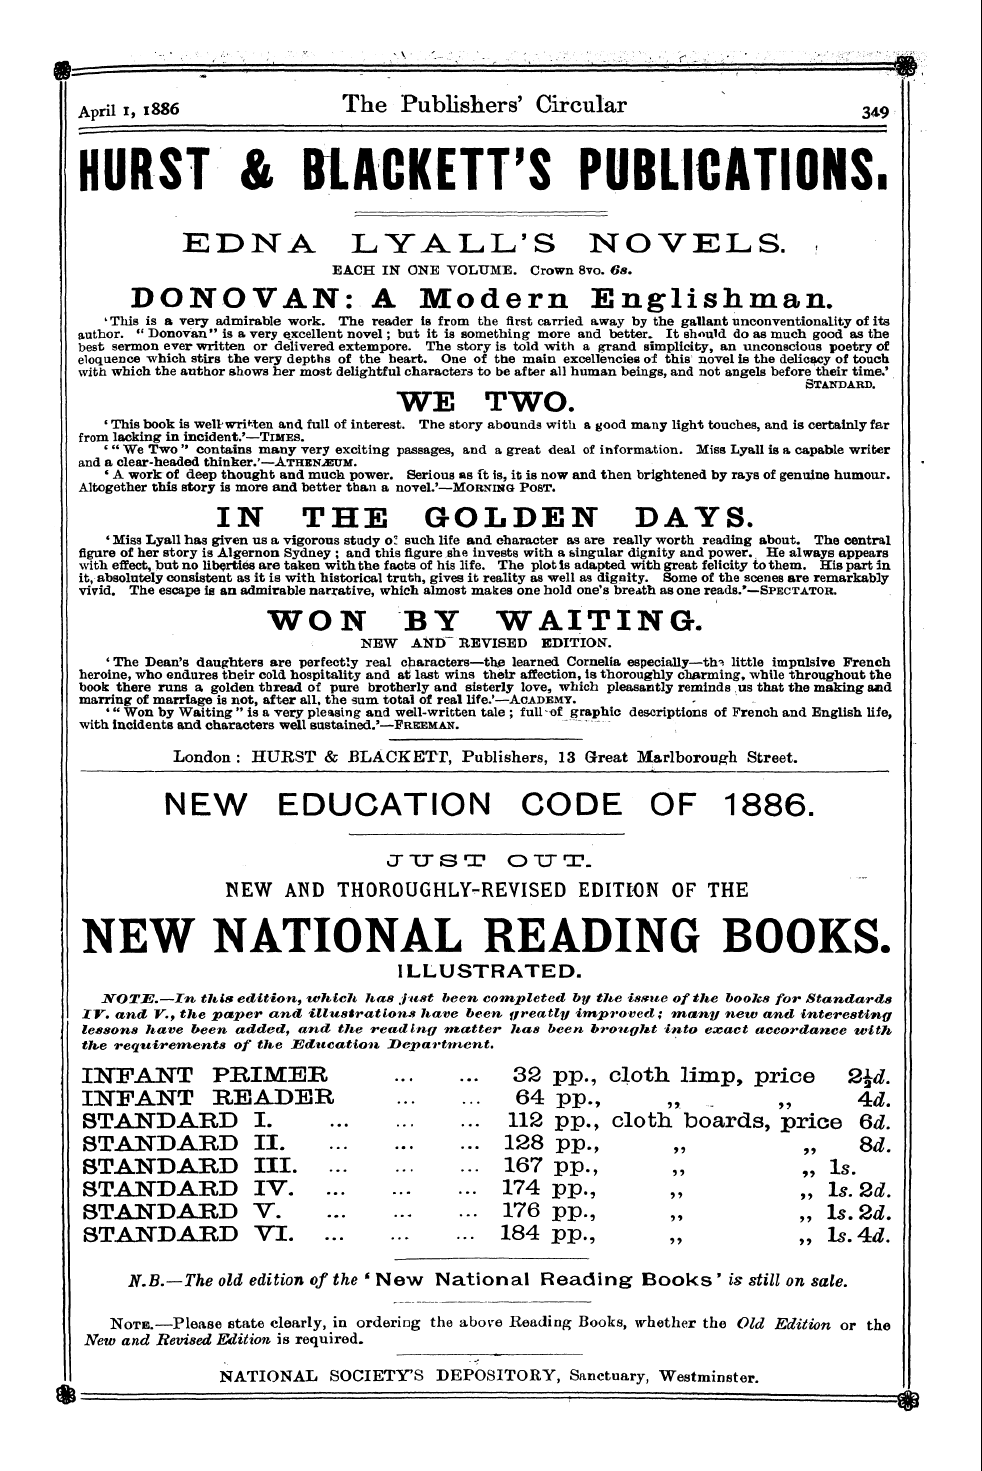 April 1, 1886 The Publishers' Circular 349
HURST & BLACKETT'S PUBLICATIONS.
EDNA LYALL'S NOVELS.
EACH IN ONE VOLUME. Crown 8vo. 6s.
DONOVAN: A Modern Englishman.
'This is a very admirable work. The reader is from the first carried away by the gallant unconventionality of its
author. "Donovan" is a very excellent novel; but it is something more and better. It should do as much good as the
best sermon ever written or delivered extempore. The story is told with a grand simplicity, an unconscious poetry of
eloquence which stirs the very depths of the heart. One of the main excellencies of this novel is the delicacy of touch
with which the author shows her most delightful characters to be after all human beings, and not angels before their time.'
STANDARD.
WE TWO.
'This book is well written and full of interest. The story abounds with a good many light touches, and is certainly far
from lacking in incident.'—TIMES.
'"We Two" contains many very exciting passages, and a great deal of information. Miss Lyall is a capable writer
and a clear-headed thinker.'—ATHENÆUM.
'A work of deep thought and much power. Serious as it is, it is now and then brightened by rays of genuine humour.
Altogether this story is more and better than a novel.'—MORNING POST.
IN THE GOLDEN DAYS.
'Miss Lyall has given us a vigorous study of such life and character as are really worth reading about. The central
figure of her story is Algernon Sydney; and this figure she invests with a singular dignity and power. He always appears
with effect, but no liberties are taken with the facts of his life. The plot is adapted with great felicity to them. His part in
it, absolutely consistent as it is with historical truth, gives it reality as well as dignity. Some of the scenes are remarkably
vivid. The escape is an admirable narrative, which almost makes one hold one's breath as one reads.'—SPECTATOR.
WON BY WAITING.
NEW AND REVISED EDITION.
'The Dean's daughters are perfectly real characters—the learned Cornelia especially—the little impulsive French
heroine, who endures their cold hospitality and at last wins their affection, is thoroughly charming, while throughout the
book there runs a golden thread of pure brotherly and sisterly love, which pleasantly reminds us that the making and
marring of marriage is not, after all, the sum total of real life.'—ACADEMY.
'"Won by Waiting" is a very pleasing and well-written tale; full of graphic descriptions of French and English life,
with incidents and characters well sustained.'—FREEMAN.
London: HURST & BLACKETT, Publishers, 13 Great Marlborough Street.
NEW EDUCATION CODE OF 1886.
JUST OUT.
NEW AND THOROUGHLY-REVISED EDITION OF THE
NEW NATIONAL READING BOOKS.
ILLUSTRATED.
NOTE.—In this edition, which has just been completed by the issue of the books for Standards
IV. and V., the paper and illustrations have been greatly improved; many new and interesting
lessons have been added, and the reading matter has been brought into exact accordance with
the requirements of the Education Department.
INFANT PRIMER ... ... 32 pp., cloth limp, price 2½d.
INFANT READER ... ... 64 pp., ,, ,, 4d.
STANDARD I. ... ... ... 112 pp., cloth boards, price 6d.
STANDARD II. ... ... ... 128 pp., ,, ,, 8d.
STANDARD III. ... ... ... 167 pp., ,, ,, 1s.
STANDARD IV. ... ... ... 174 pp., ,, ,, 1s. 2d.
STANDARD V. ... ... ... 176 pp., ,, ,, 1s. 2d.
STANDARD VI. ... ... ... 184 pp., ,, ,, 1s. 4d.
N.B.—The old edition of the 'New National Reading Books' is still on sale.
NOTE.—Please state clearly, in ordering the above Reading Books, whether the Old Edition or the
New and Revised Edition is required.
NATIONAL SOCIETY'S DEPOSITORY, Sanctuary, Westminster.